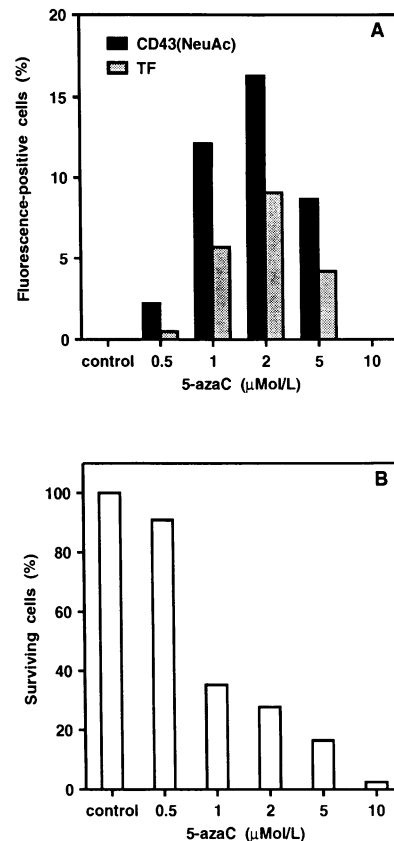 A
CD43(NeuAc)
TF
Fluorescence-positive cells (%)
20
15
10
5
0
control 0.5 1 2 5 10
5-azaC (μMol/L)
B
Surviving cells (%)
100
80
60
40
20
0
control 0.5 1 2 5 10
5-azaC (μMol/L)